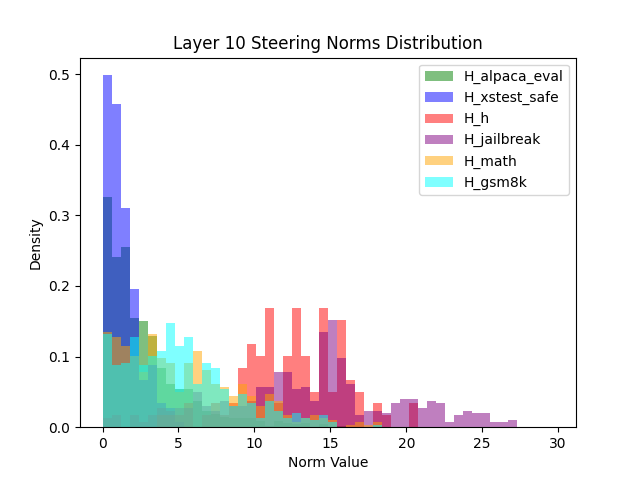 Layer 10 Steering Norms Distribution
H_alpaca_eval
H_xstest_safe
H_h
H_jailbreak
H_math
H_gsm8k
0.5
0.4
0.3
0.2
0.1
0.0
Density
0 5 10 15 20 25 30
Norm Value